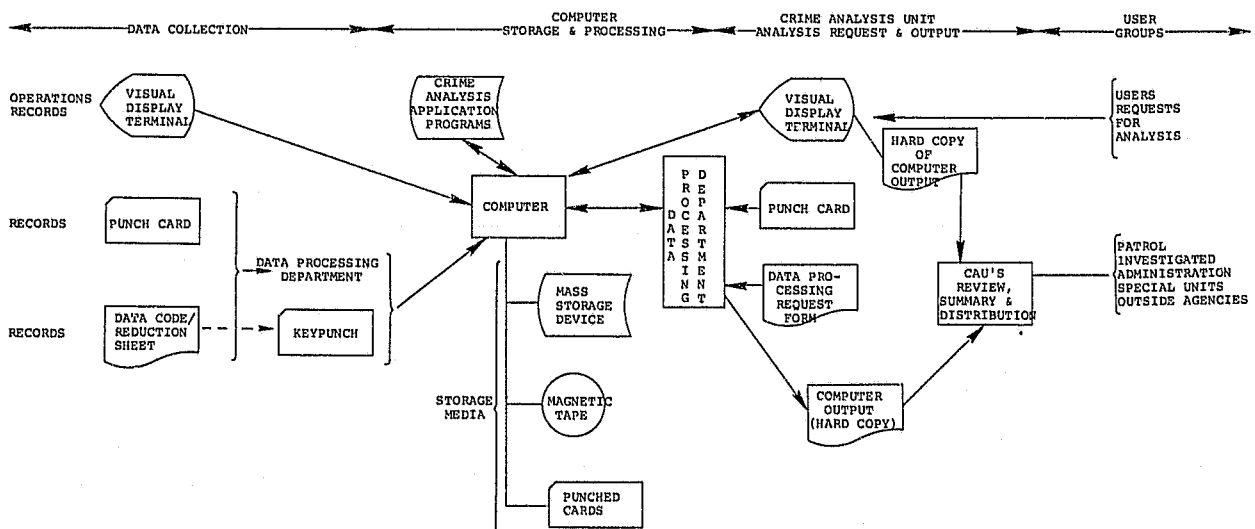 DATA COLLECTION
COMPUTER
STORAGE & PROCESSING
CRIME ANALYSIS UNIT
ANALYSIS REQUEST & OUTPUT
USER
GROUPS
OPERATIONS
RECORDS
VISUAL
DISPLAY
TERMINAL
CRIME
ANALYSIS
APPLICATION
PROGRAMS
VISUAL
DISPLAY
TERMINAL
USERS
REQUESTS
FOR
ANALYSIS
HARD COPY
OF
COMPUTER
OUTPUT
RECORDS
PUNCH CARD
COMPUTER
DATA
PROCESSING
DEPARTMENT
PUNCH CARD
DATA PROCESSING
DEPARTMENT
DATA PRO-
CESSING
REQUEST
FORM
CAU'S
REVIEW,
SUMMARY &
DISTRIBUTION
PATROL
INVESTIGATED
ADMINISTRATION
SPECIAL UNITS
OUTSIDE AGENCIES
RECORDS
DATA CODE/
REDUCTION
SHEET
KEYPUNCH
MASS
STORAGE
DEVICE
STORAGE
MEDIA
MAGNETIC
TAPE
COMPUTER
OUTPUT
(HARD COPY)
PUNCHED
CARDS